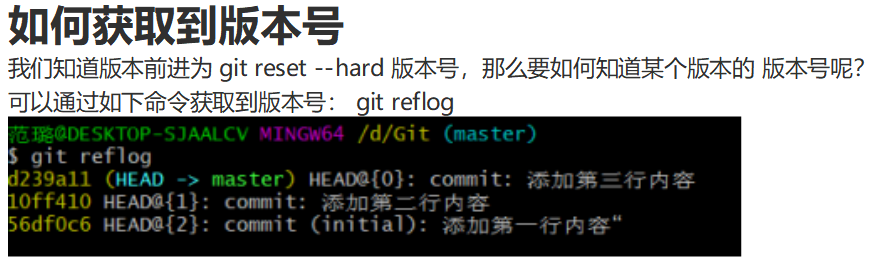 如何获取到版本号
我们知道版本前进为 git reset --hard 版本号，那么要如何知道某个版本的 版本号呢？
可以通过如下命令获取到版本号： git reflog
范璐@DESKTOP-SJAALCV MINGW64 /d/Git (master)
$ git reflog
d239a11 (HEAD -> master) HEAD@{0}: commit: 添加第三行内容
10ff410 HEAD@{1}: commit: 添加第二行内容
56df0c6 HEAD@{2}: commit (initial): 添加第一行内容“